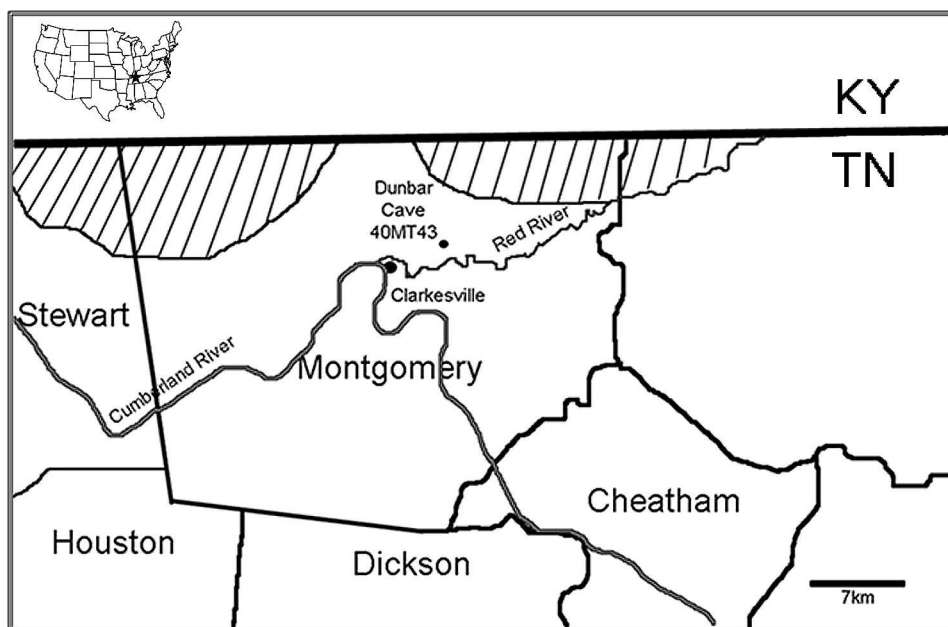 KY
TN
Dunbar
Cave
40MT43
Red River
Clarkesville
Stewart
Cumberland River
Montgomery
Cheatham
Houston
Dickson
7km